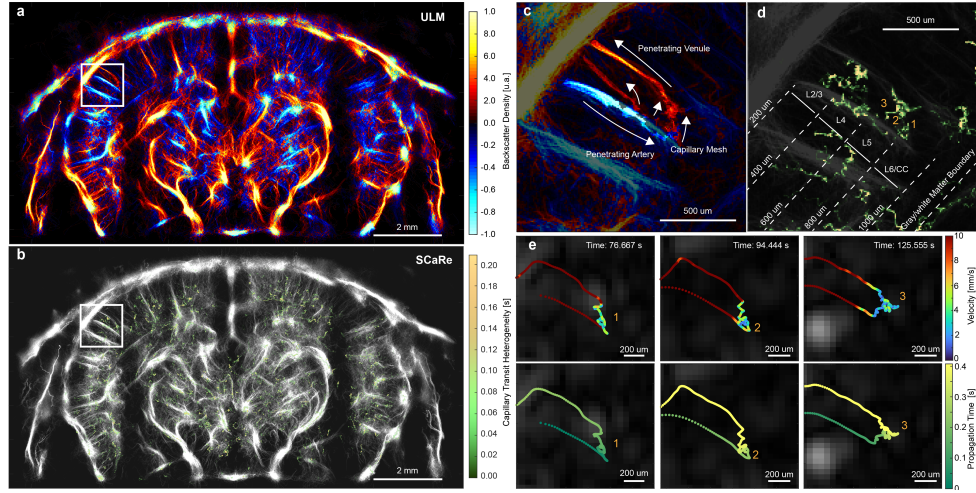 a
ULM
1.0
8.0
6.0
4.0
2.0
0.0
-0.2
-0.4
-0.6
-0.8
-1.0
Backscatter Density [u.a.]
2 mm
b
SCaRe
0.20
0.18
0.16
0.14
0.12
0.10
0.08
0.06
0.04
0.02
0.00
Capillary Transit Heterogeneity [s]
2 mm
c
Penetrating Venule
Penetrating Artery
Capillary Mesh
500 um
d
500 um
L2/3
L4
L5
L6/CC
3
2
1
200 um
400 um
600 um
800 um
1000 um
Gray/white Matter Boundary
e
Time: 76.667 s
1
200 um
Time: 94.444 s
2
200 um
Time: 125.555 s
3
200 um
10
8
6
4
2
0
Velocity [mm/s]
1
200 um
2
200 um
3
200 um
0.4
0.3
0.2
0.1
0
Propagation Time [s]